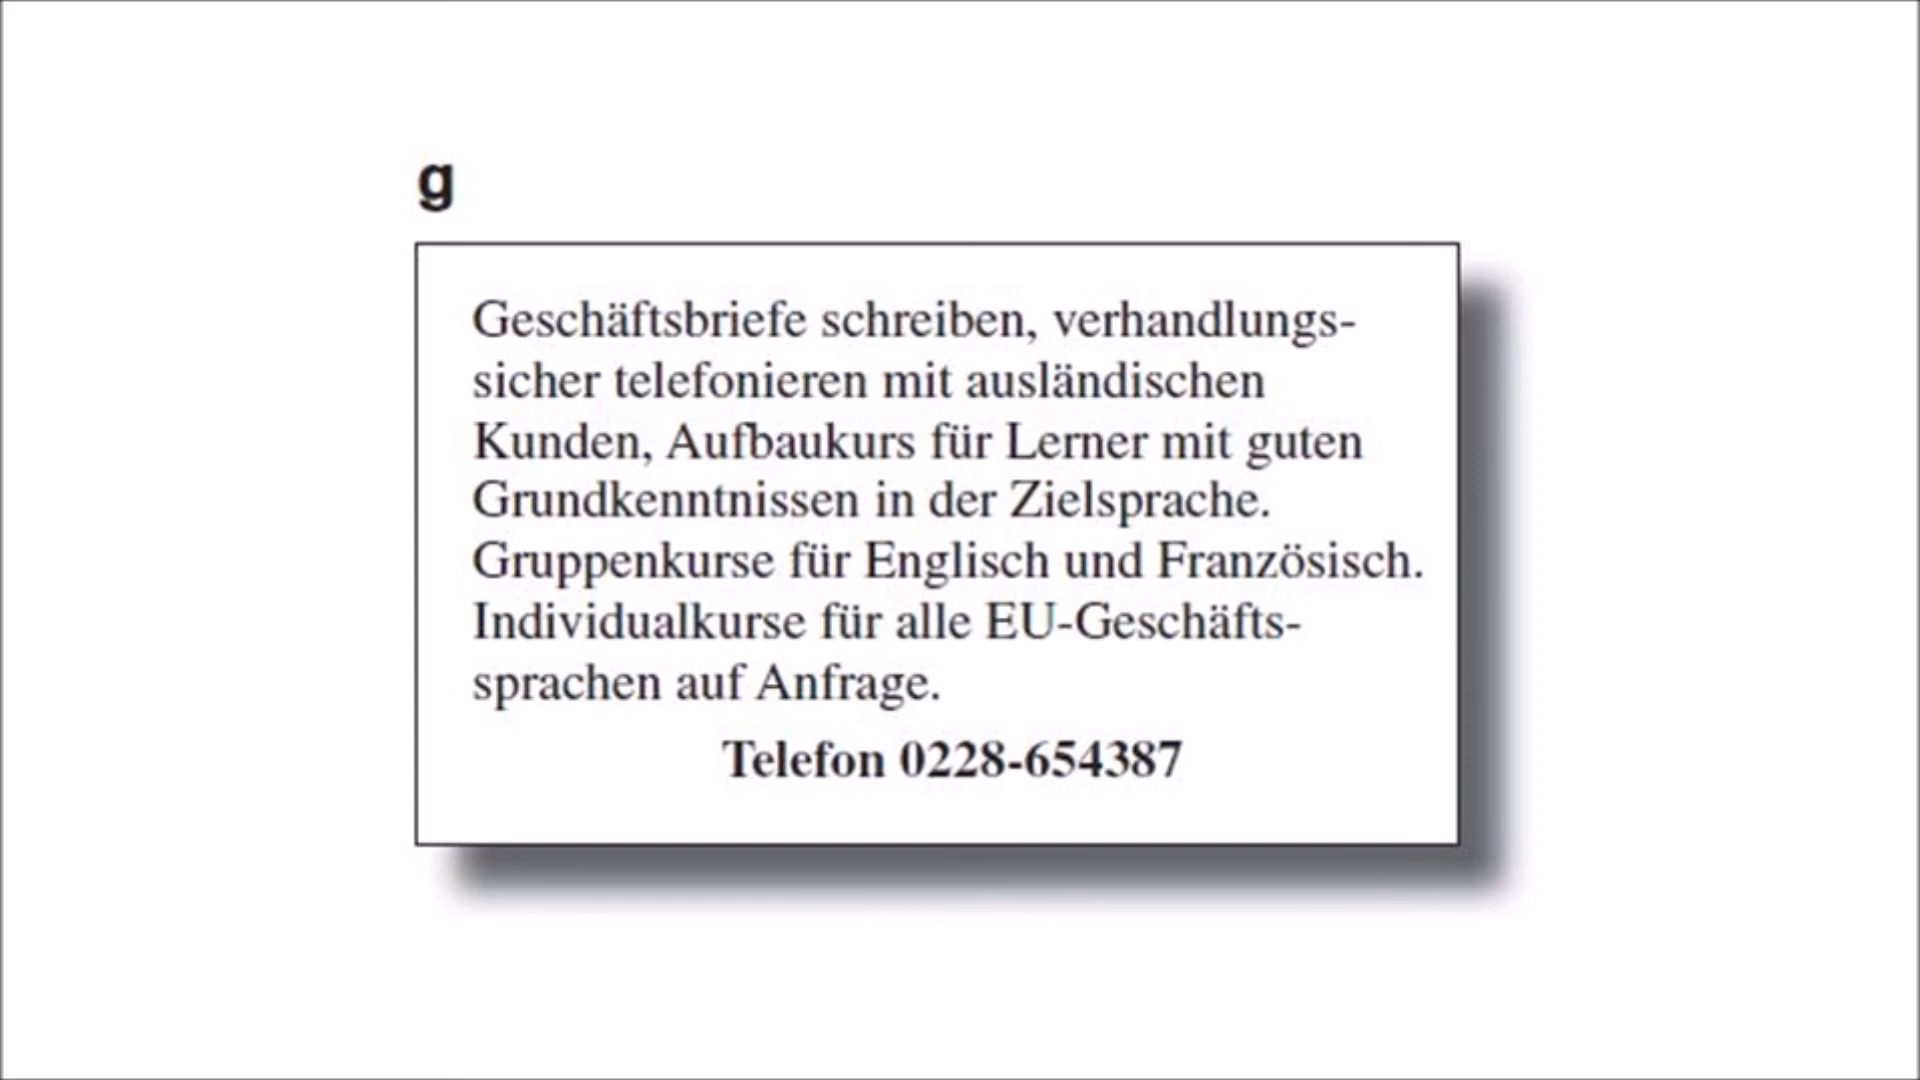 g
Geschäftsbriefe schreiben, verhandlungs-
sicher telefonieren mit ausländischen
Kunden, Aufbaukurs für Lerner mit guten
Grundkenntnissen in der Zielsprache.
Gruppenkurse für Englisch und Französisch.
Individualkurse für alle EU-Geschäfts-
sprachen auf Anfrage.
Telefon 0228-654387